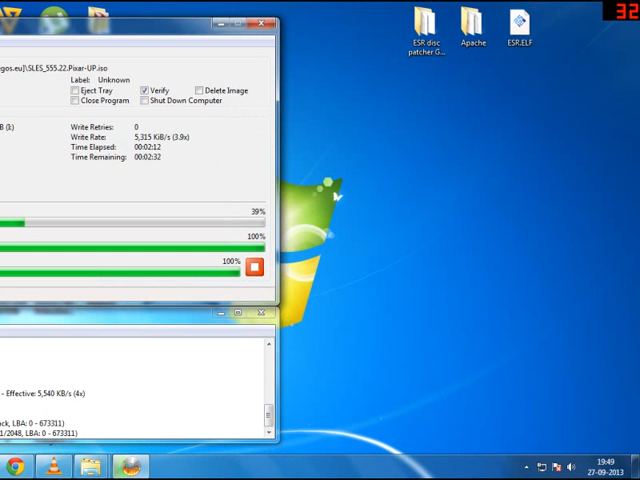 32
egos.eu]\SLES_555.22.Pixar-UP.iso
Label: Unknown
Eject Tray Verify Delete Image
Close Program Shut Down Computer
B (I:)
Write Retries: 0
Write Rate: 5,315 KiB/s (3.9x)
Time Elapsed: 00:02:12
Time Remaining: 00:02:32
39%
100%
100%
- Effective: 5,540 KB/s (4x)
ck, LBA: 0 - 673311)
1/2048, LBA: 0 - 673311)
ESR disc
patcher G...
Apache
ESR.ELF
19:49
27-09-2013